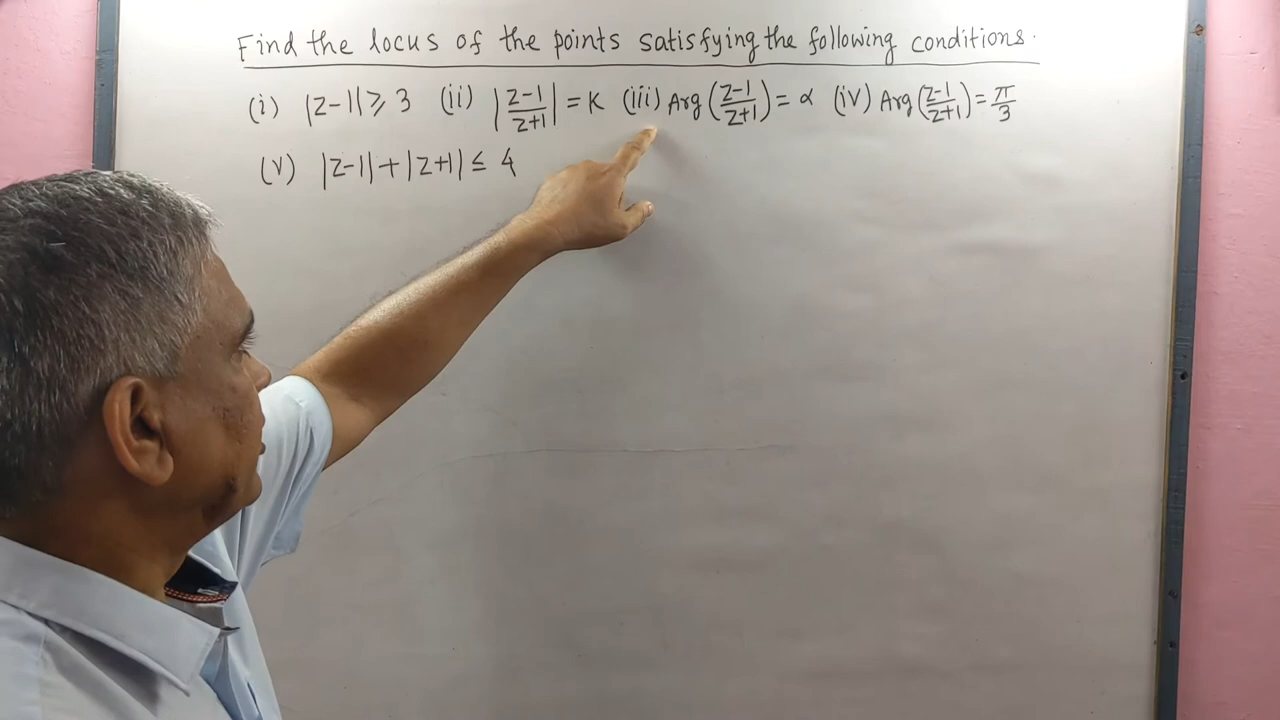 Find the locus of the points satisfying the following conditions.
(i) |z-1| ⩾ 3 (ii) |(z-1)/(z+1)| = K (iii) Arg((z-1)/(z+1)) = α (iv) Arg((z-1)/(z+1)) = π/3
(v) |z-1|+|z+1| ≤ 4